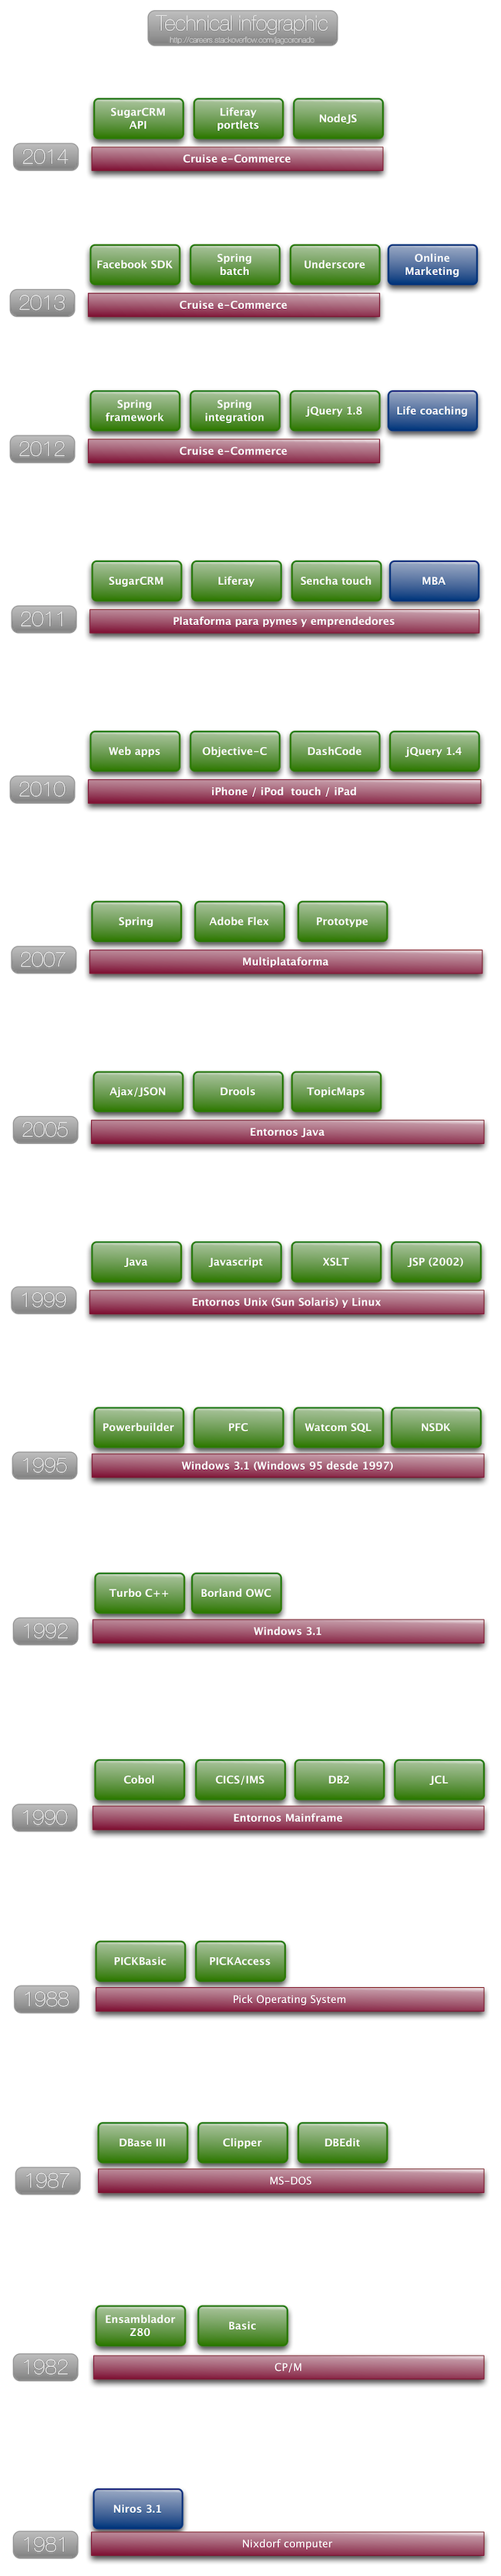 Technical infographic
http://careers.stackoverflow.com/jagcoronado
SugarCRM
API
Liferay
portlets
NodeJS
2014
Cruise e-Commerce
Facebook SDK
Spring
batch
Underscore
Online
Marketing
2013
Cruise e-Commerce
Spring
framework
Spring
integration
jQuery 1.8
Life coaching
2012
Cruise e-Commerce
SugarCRM
Liferay
Sencha touch
MBA
2011
Plataforma para pymes y emprendedores
Web apps
Objective-C
DashCode
jQuery 1.4
2010
iPhone / iPod touch / iPad
Spring
Adobe Flex
Prototype
2007
Multiplataforma
Ajax/JSON
Drools
TopicMaps
2005
Entornos Java
Java
Javascript
XSLT
JSP (2002)
1999
Entornos Unix (Sun Solaris) y Linux
Powerbuilder
PFC
Watcom SQL
NSDK
1995
Windows 3.1 (Windows 95 desde 1997)
Turbo C++
Borland OWC
1992
Windows 3.1
Cobol
CICS/IMS
DB2
JCL
1990
Entornos Mainframe
PICKBasic
PICKAccess
1988
Pick Operating System
DBase III
Clipper
DBEdit
1987
MS-DOS
Ensamblador
Z80
Basic
1982
CP/M
Niros 3.1
1981
Nixdorf computer